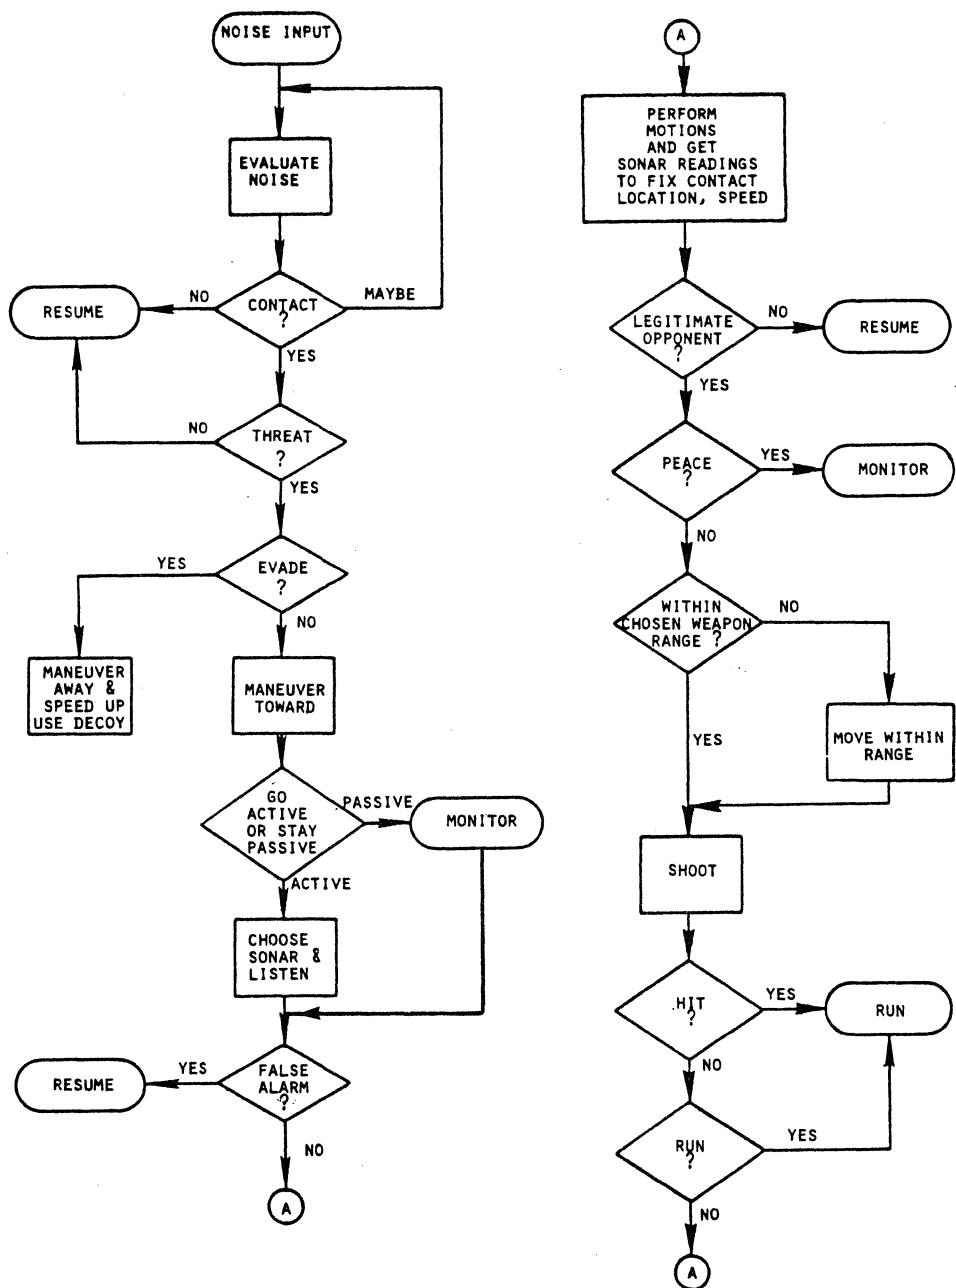 NOISE INPUT
EVALUATE
NOISE
CONTACT
?
NO
MAYBE
RESUME
YES
NO
THREAT
?
YES
YES
EVADE
?
NO
MANEUVER
AWAY &
SPEED UP
USE DECOY
MANEUVER
TOWARD
GO
ACTIVE
OR STAY
PASSIVE
PASSIVE
MONITOR
ACTIVE
CHOOSE
SONAR &
LISTEN
FALSE
ALARM
?
YES
RESUME
NO
A
A
PERFORM
MOTIONS
AND GET
SONAR READINGS
TO FIX CONTACT
LOCATION, SPEED
LEGITIMATE
OPPONENT
?
NO
RESUME
YES
PEACE
?
YES
MONITOR
NO
WITHIN
CHOSEN WEAPON
RANGE ?
NO
MOVE WITHIN
RANGE
YES
SHOOT
HIT
?
YES
RUN
NO
RUN
?
YES
NO
A